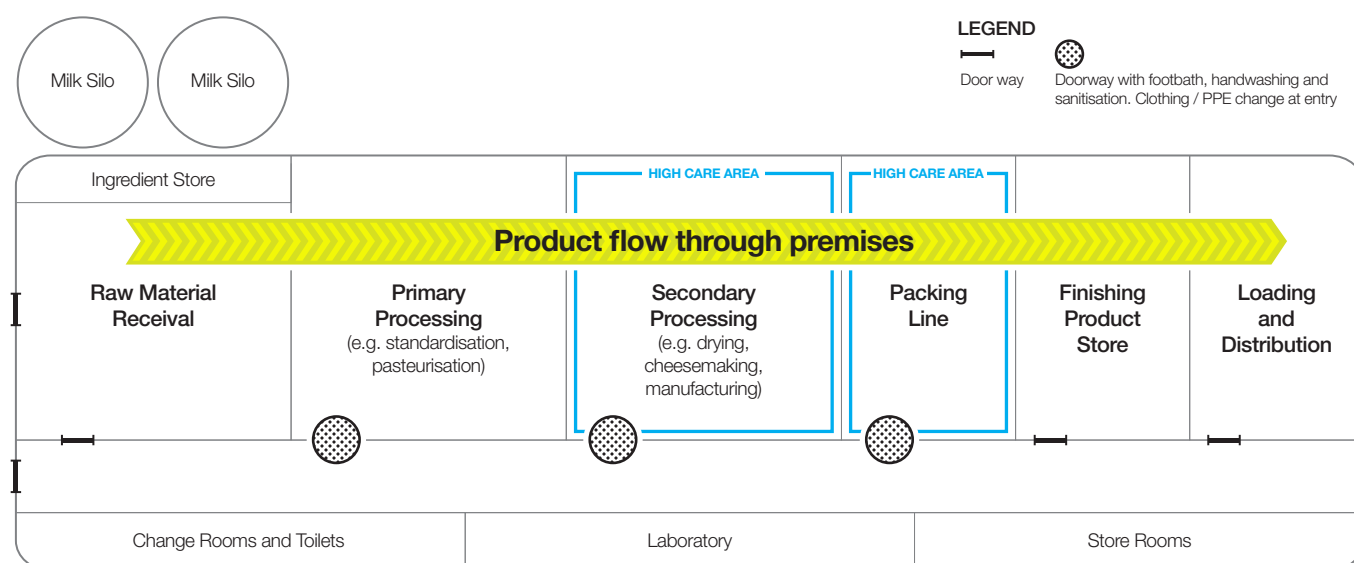 LEGEND
Door way
Doorway with footbath, handwashing and
sanitisation. Clothing / PPE change at entry
Milk Silo
Milk Silo
Ingredient Store
HIGH CARE AREA
HIGH CARE AREA
Product flow through premises
Raw Material
Receival
Primary
Processing
(e.g. standardisation,
pasteurisation)
Secondary
Processing
(e.g. drying,
cheesemaking,
manufacturing)
Packing
Line
Finishing
Product
Store
Loading
and
Distribution
Change Rooms and Toilets
Laboratory
Store Rooms